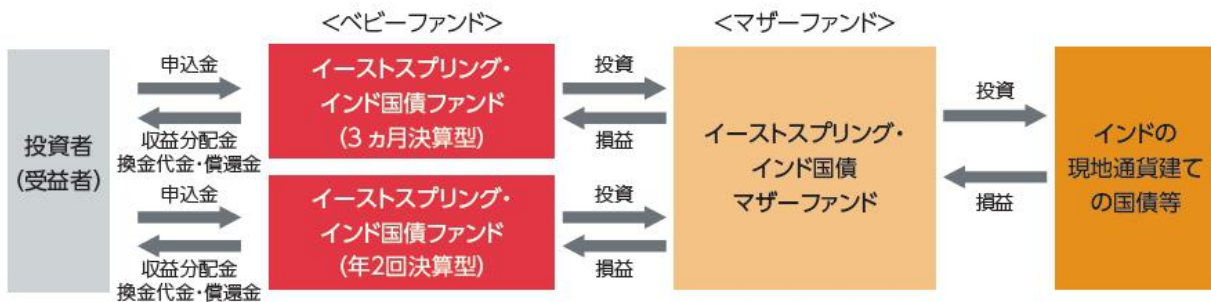 <ベビーファンド>
<マザーファンド>
投資者
(受益者)
申込金
収益分配金
換金代金・償還金
申込金
収益分配金
換金代金・償還金
イーストスプリング・
インド国債ファンド
(3ヵ月決算型)
イーストスプリング・
インド国債ファンド
(年2回決算型)
投資
損益
投資
損益
イーストスプリング・
インド国債
マザーファンド
投資
損益
インドの
現地通貨建て
の国債等